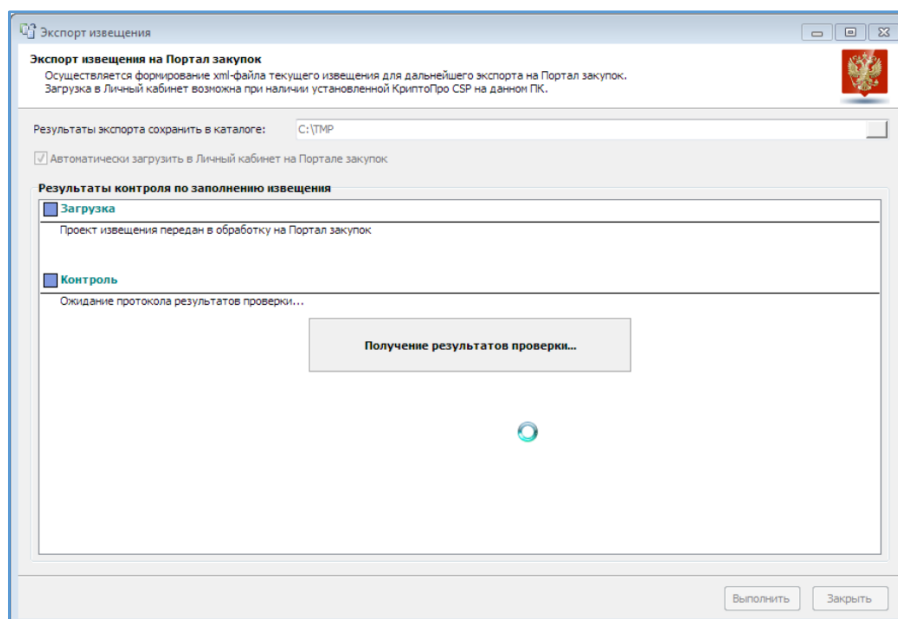 Экспорт извещения
Экспорт извещения на Портал закупок
Осуществляется формирование xml-файла текущего извещения для дальнейшего экспорта на Портал закупок.
Загрузка в Личный кабинет возможна при наличии установленной КриптоПро CSP на данном ПК.
Результаты экспорта сохранить в каталоге: C:\TMP
Автоматически загрузить в Личный кабинет на Портале закупок
Результаты контроля по заполнению извещения
Загрузка
Проект извещения передан в обработку на Портал закупок
Контроль
Ожидание протокола результатов проверки...
Получение результатов проверки...
Выполнить Закрыть